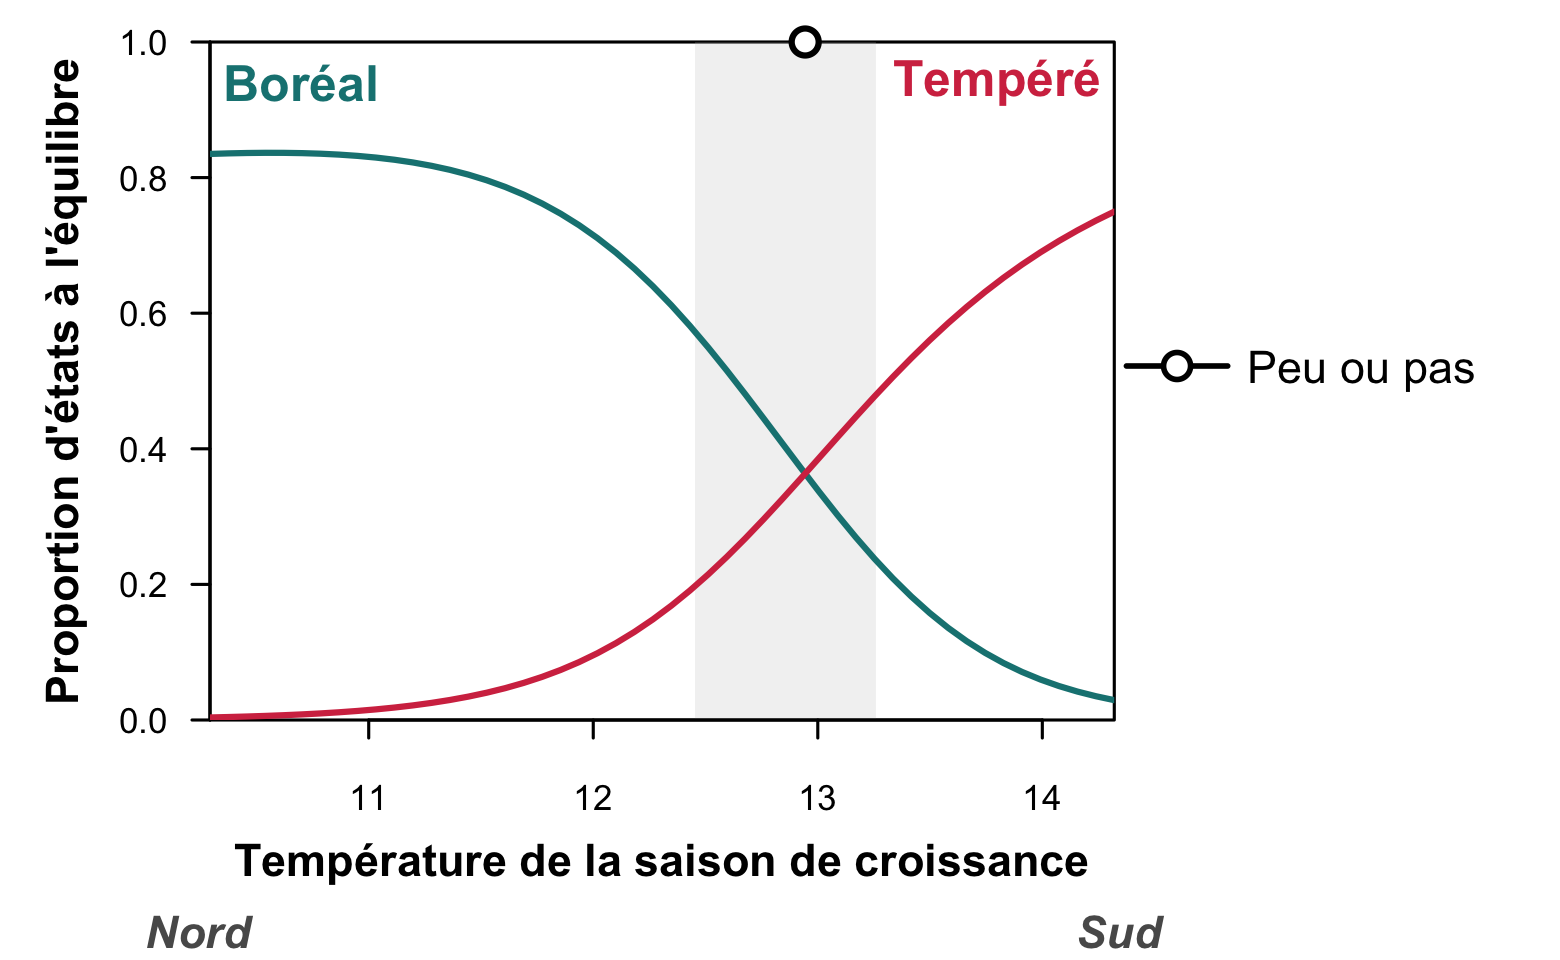 Proportion d'états à l'équilibre
1.0
0.8
0.6
0.4
0.2
0.0
Boréal
Tempéré
Peu ou pas
11
12
13
14
Température de la saison de croissance
Nord
Sud